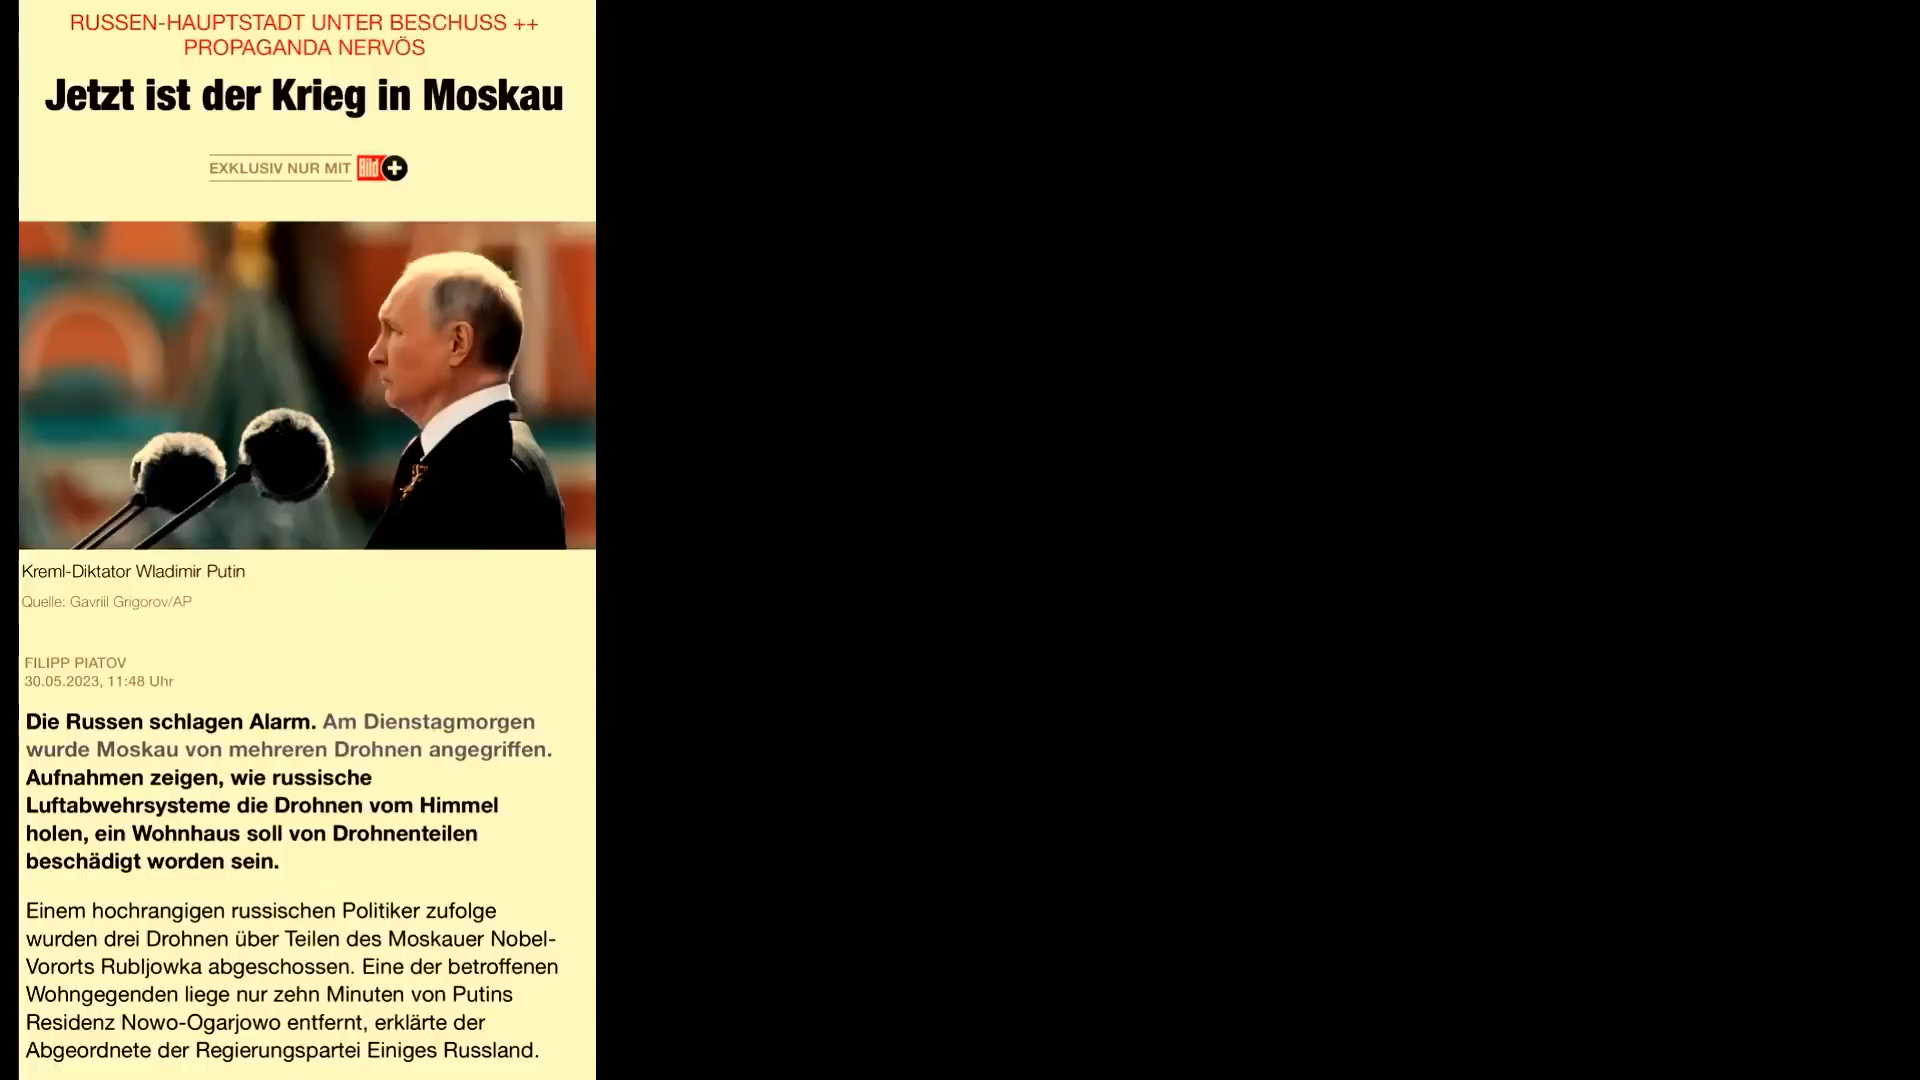 RUSSEN-HAUPTSTADT UNTER BESCHUSS ++
PROPAGANDA NERVÖS
Jetzt ist der Krieg in Moskau
EXKLUSIV NUR MIT Bild +
Kreml-Diktator Wladimir Putin
Quelle: Gavriil Grigorov/AP
FILIPP PIATOV
30.05.2023, 11:48 Uhr
Die Russen schlagen Alarm. Am Dienstagmorgen
wurde Moskau von mehreren Drohnen angegriffen.
Aufnahmen zeigen, wie russische
Luftabwehrsysteme die Drohnen vom Himmel
holen, ein Wohnhaus soll von Drohnenteilen
beschädigt worden sein.
Einem hochrangigen russischen Politiker zufolge
wurden drei Drohnen über Teilen des Moskauer Nobel-
Vororts Rubljowka abgeschossen. Eine der betroffenen
Wohngegenden liege nur zehn Minuten von Putins
Residenz Nowo-Ogarjowo entfernt, erklärte der
Abgeordnete der Regierungspartei Einiges Russland.